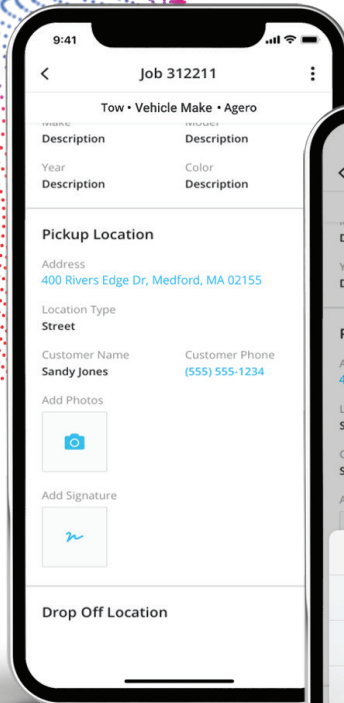 9:41
Job 312211
Tow • Vehicle Make • Agero
Make Model
Description Description
Year Color
Description Description
Pickup Location
Address
400 Rivers Edge Dr, Medford, MA 02155
Location Type
Street
Customer Name Customer Phone
Sandy Jones (555) 555-1234
Add Photos
Add Signature
Drop Off Location